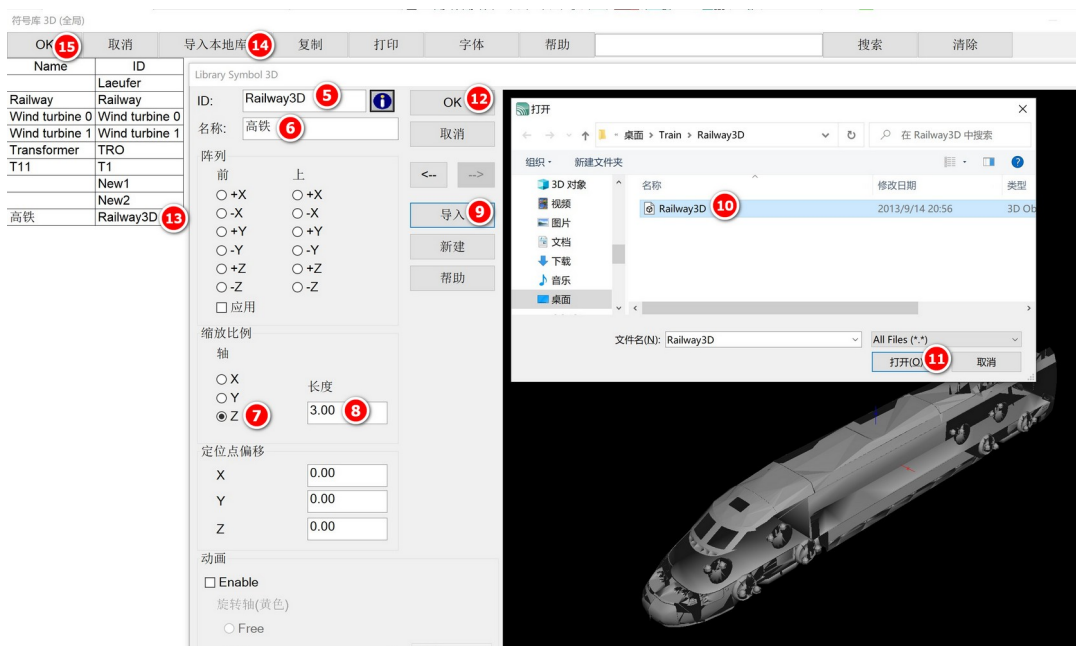 符号库 3D (全局)
OK 15 取消 导入本地库 14 复制 打印 字体 帮助 搜索 清除
Name ID
Laeufer
Railway Railway
Wind turbine 0 Wind turbine 0
Wind turbine 1 Wind turbine 1
Transformer TRO
T11 T1
New1
New2
高铁 Railway3D 13
Library Symbol 3D
ID: Railway3D 5 i OK 12
名称: 高铁 6 取消
阵列
前 上 <-- -->
+X +X
-X -X 导入 9
+Y +Y
-Y -Y 新建
+Z +Z
-Z -Z 帮助
应用
缩放比例
轴
X 长度
Y
Z 7 3.00 8
定位点偏移
X 0.00
Y 0.00
Z 0.00
动画
Enable
旋转轴(黄色)
Free
打开
桌面 > Train > Railway3D 在 Railway3D 中搜索
组织 新建文件夹
3D 对象
视频
图片
文档
下载
音乐
桌面
名称 修改日期 类型
Railway3D 10 2013/9/14 20:56 3D Ob
文件名(N): Railway3D All Files (*.*)
打开(O) 11 取消